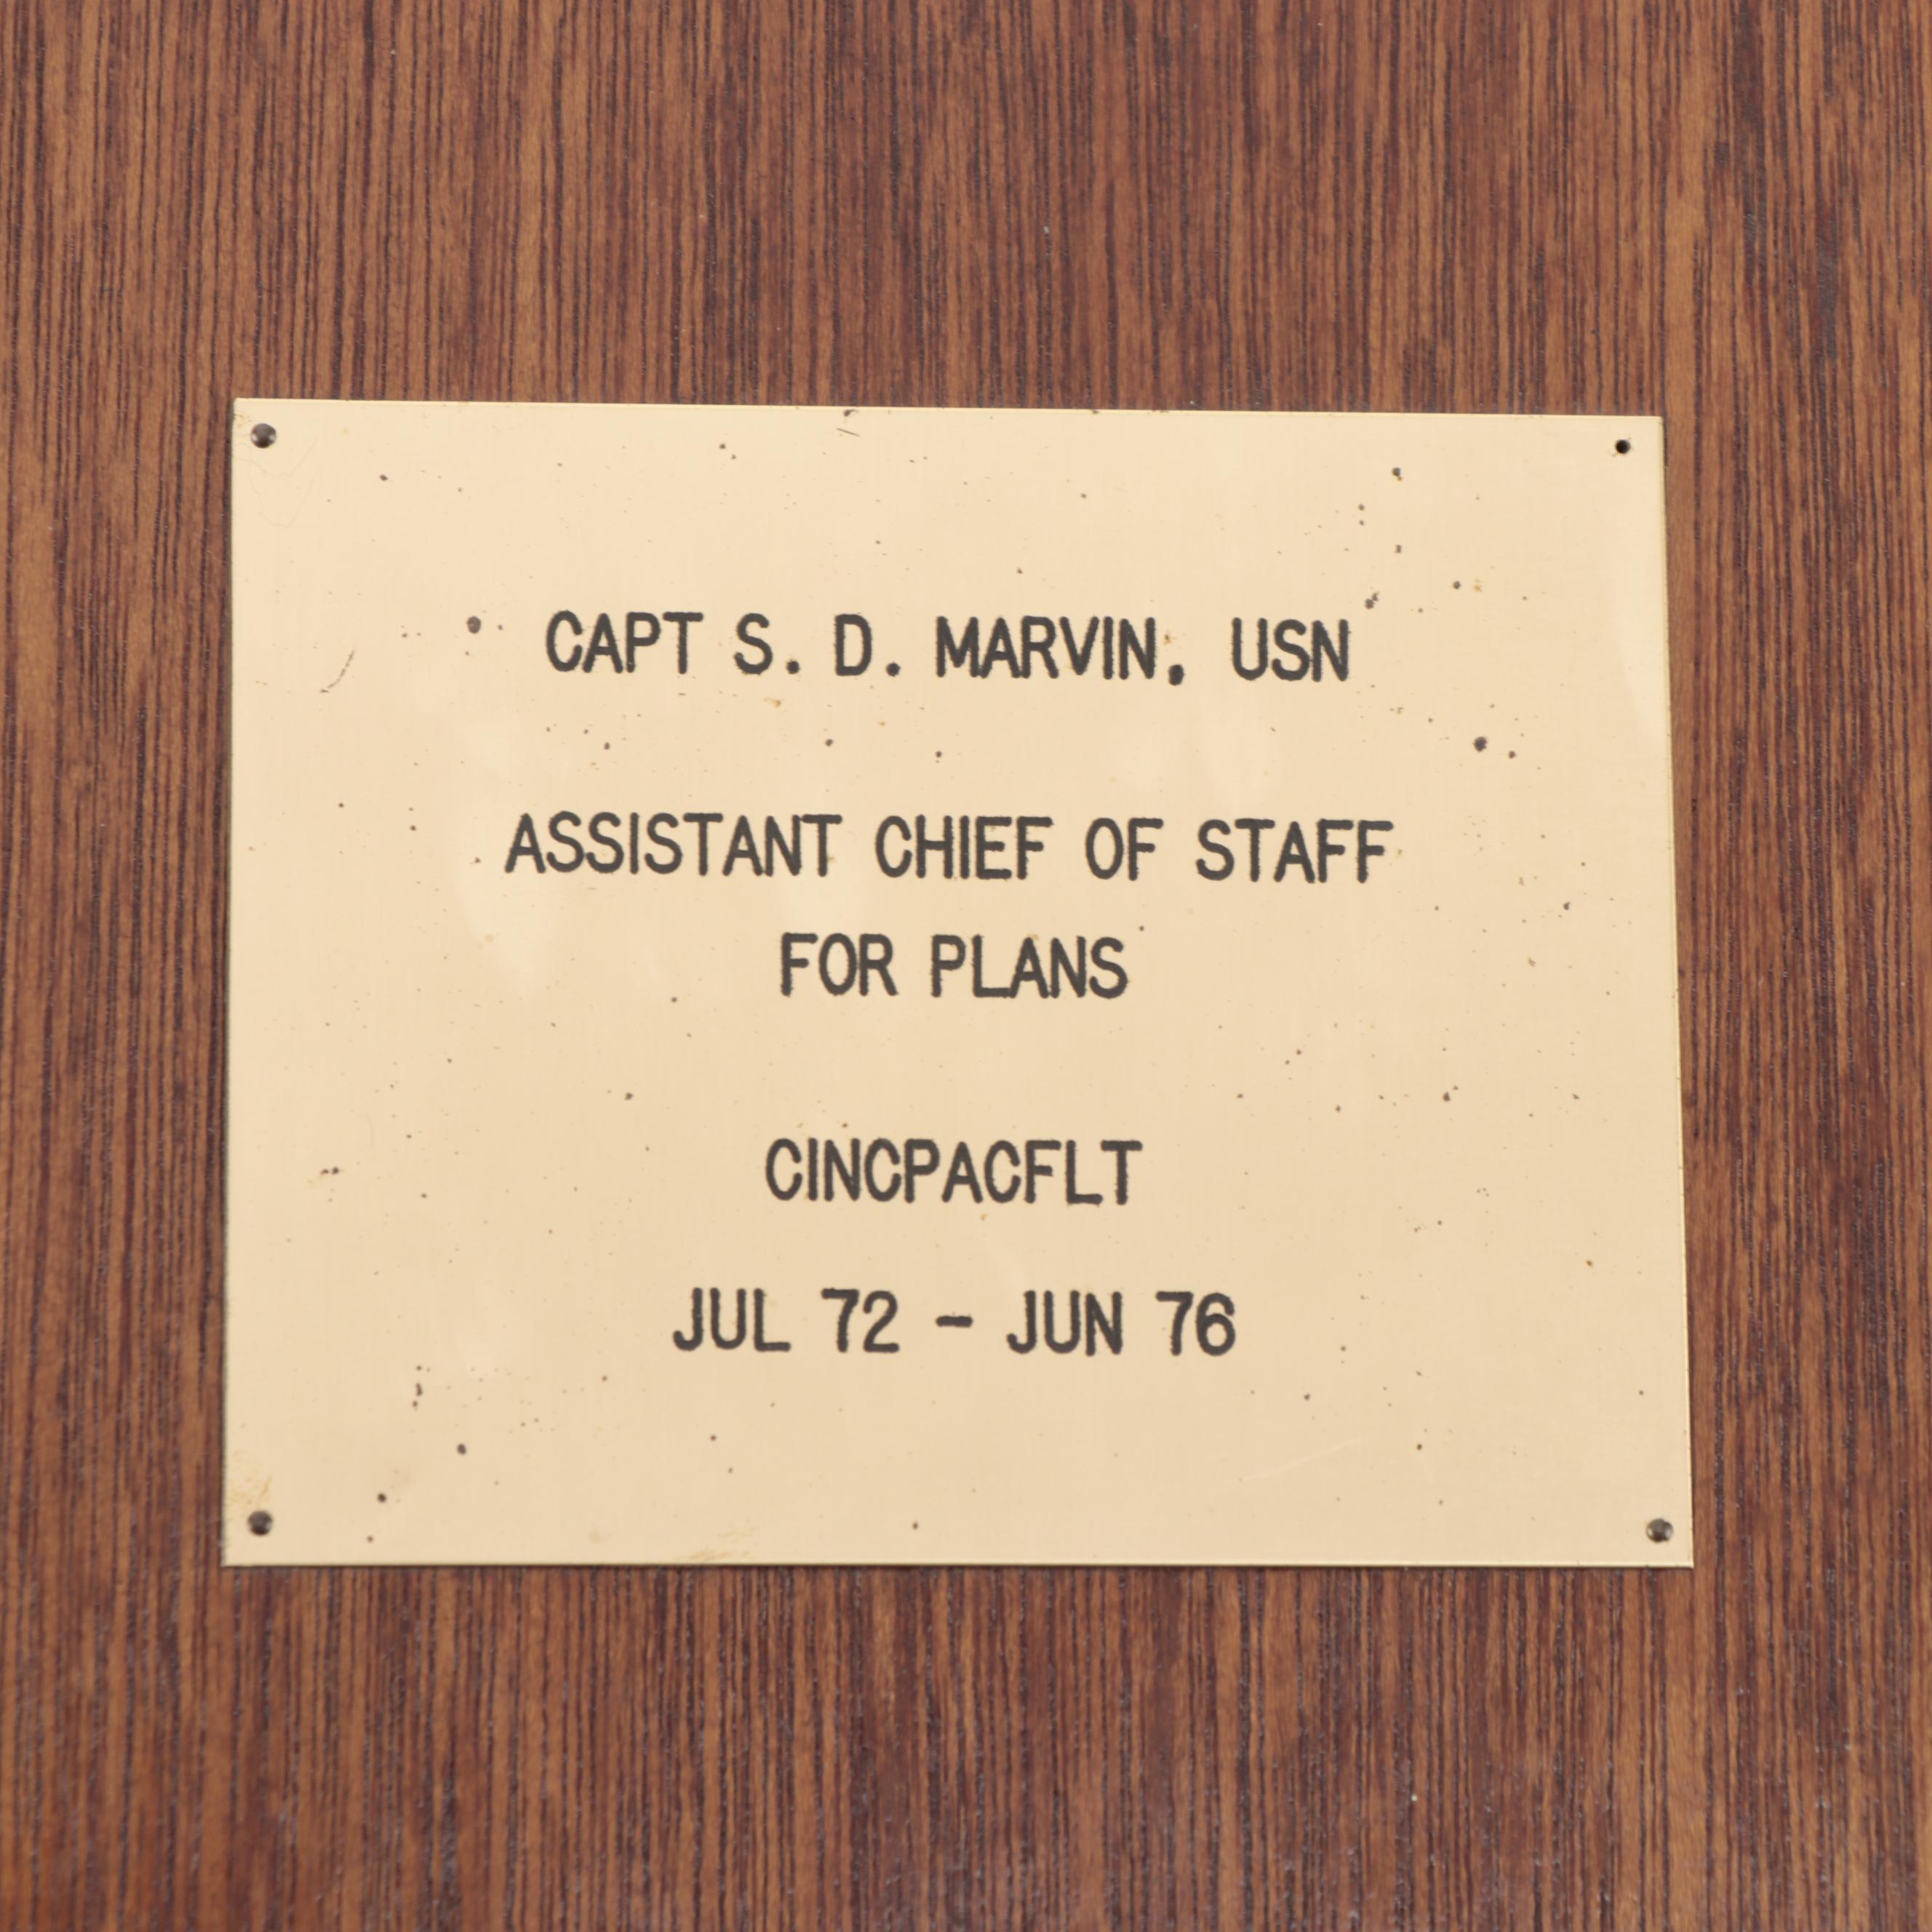 CAPT S. D. MARVIN, USN
ASSISTANT CHIEF OF STAFF
FOR PLANS
CINCPACFLT
JUL 72 - JUN 76